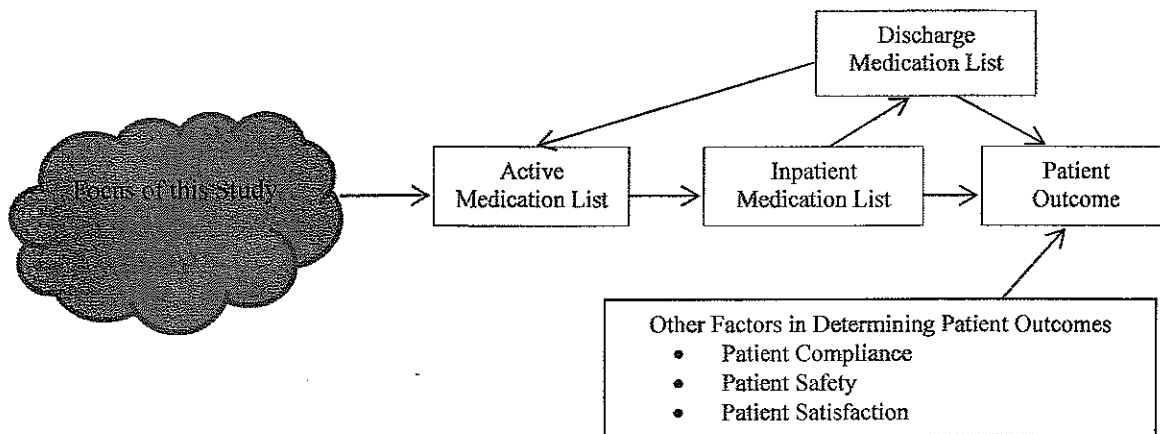 Discharge
Medication List
Focus of this Study
Active
Medication List
Inpatient
Medication List
Patient
Outcome
Other Factors in Determining Patient Outcomes
• Patient Compliance
• Patient Safety
• Patient Satisfaction